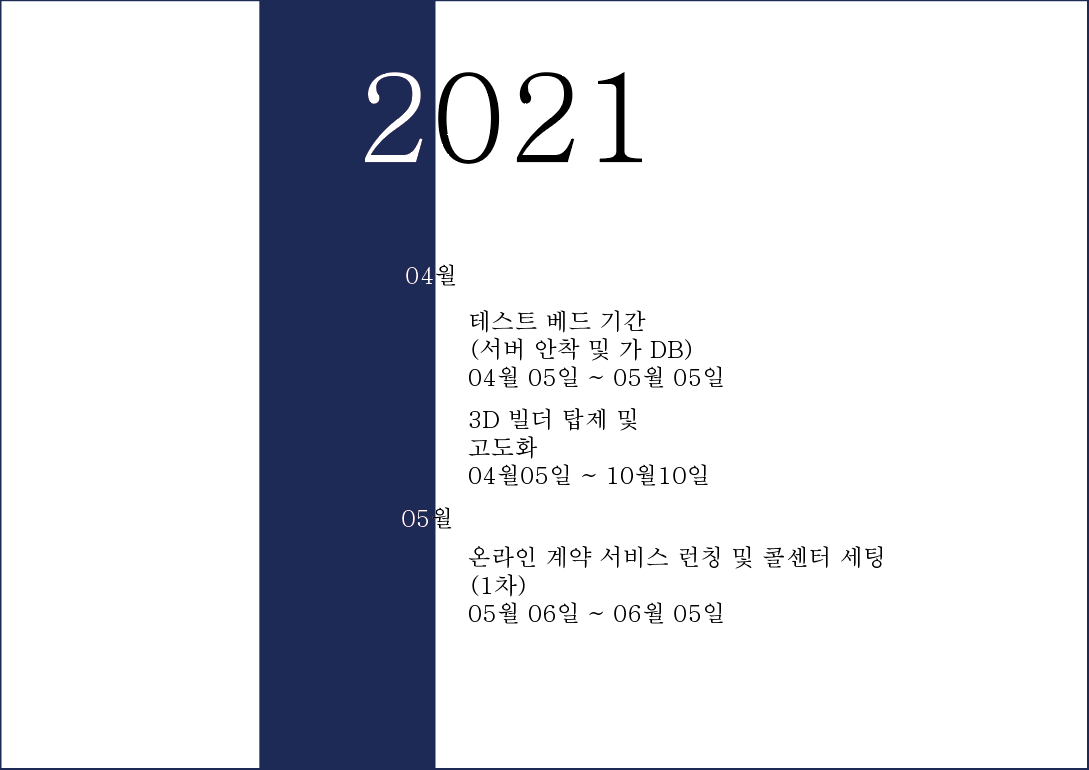 2021
04월
테스트 베드 기간
(서버 안착 및 가 DB)
04월 05일 ~ 05월 05일
3D 빌더 탑제 및
고도화
04월05일 ~ 10월10일
05월
온라인 계약 서비스 런칭 및 콜센터 세팅
(1차)
05월 06일 ~ 06월 05일